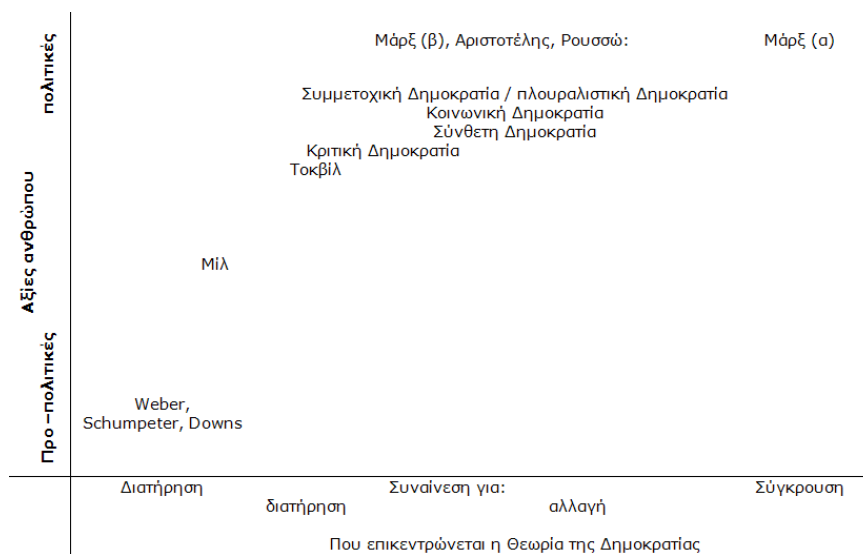 Μάρξ (β), Αριστοτέλης, Ρουσσώ: Μάρξ (α)
πολιτικές
Συμμετοχική Δημοκρατία / πλουραλιστική Δημοκρατία
Κοινωνική Δημοκρατία
Σύνθετη Δημοκρατία
Κριτική Δημοκρατία
Τοκβίλ
Αξίες ανθρώπου
Μίλ
Προ –πολιτικές
Weber,
Schumpeter, Downs
Διατήρηση Συναίνεση για: Σύγκρουση
διατήρηση αλλαγή
Που επικεντρώνεται η Θεωρία της Δημοκρατίας